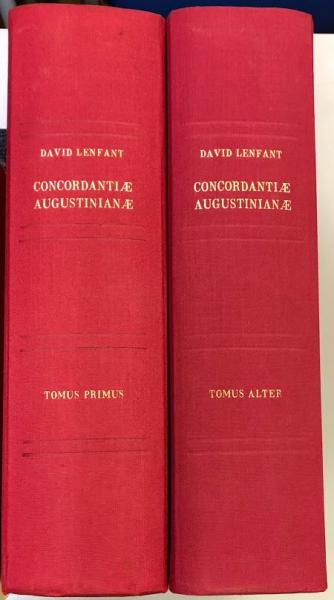 DAVID LENFANT
CONCORDANTIÆ
AUGUSTINIANÆ
TOMUS PRIMUS
DAVID LENFANT
CONCORDANTIÆ
AUGUSTINIANÆ
TOMUS ALTER